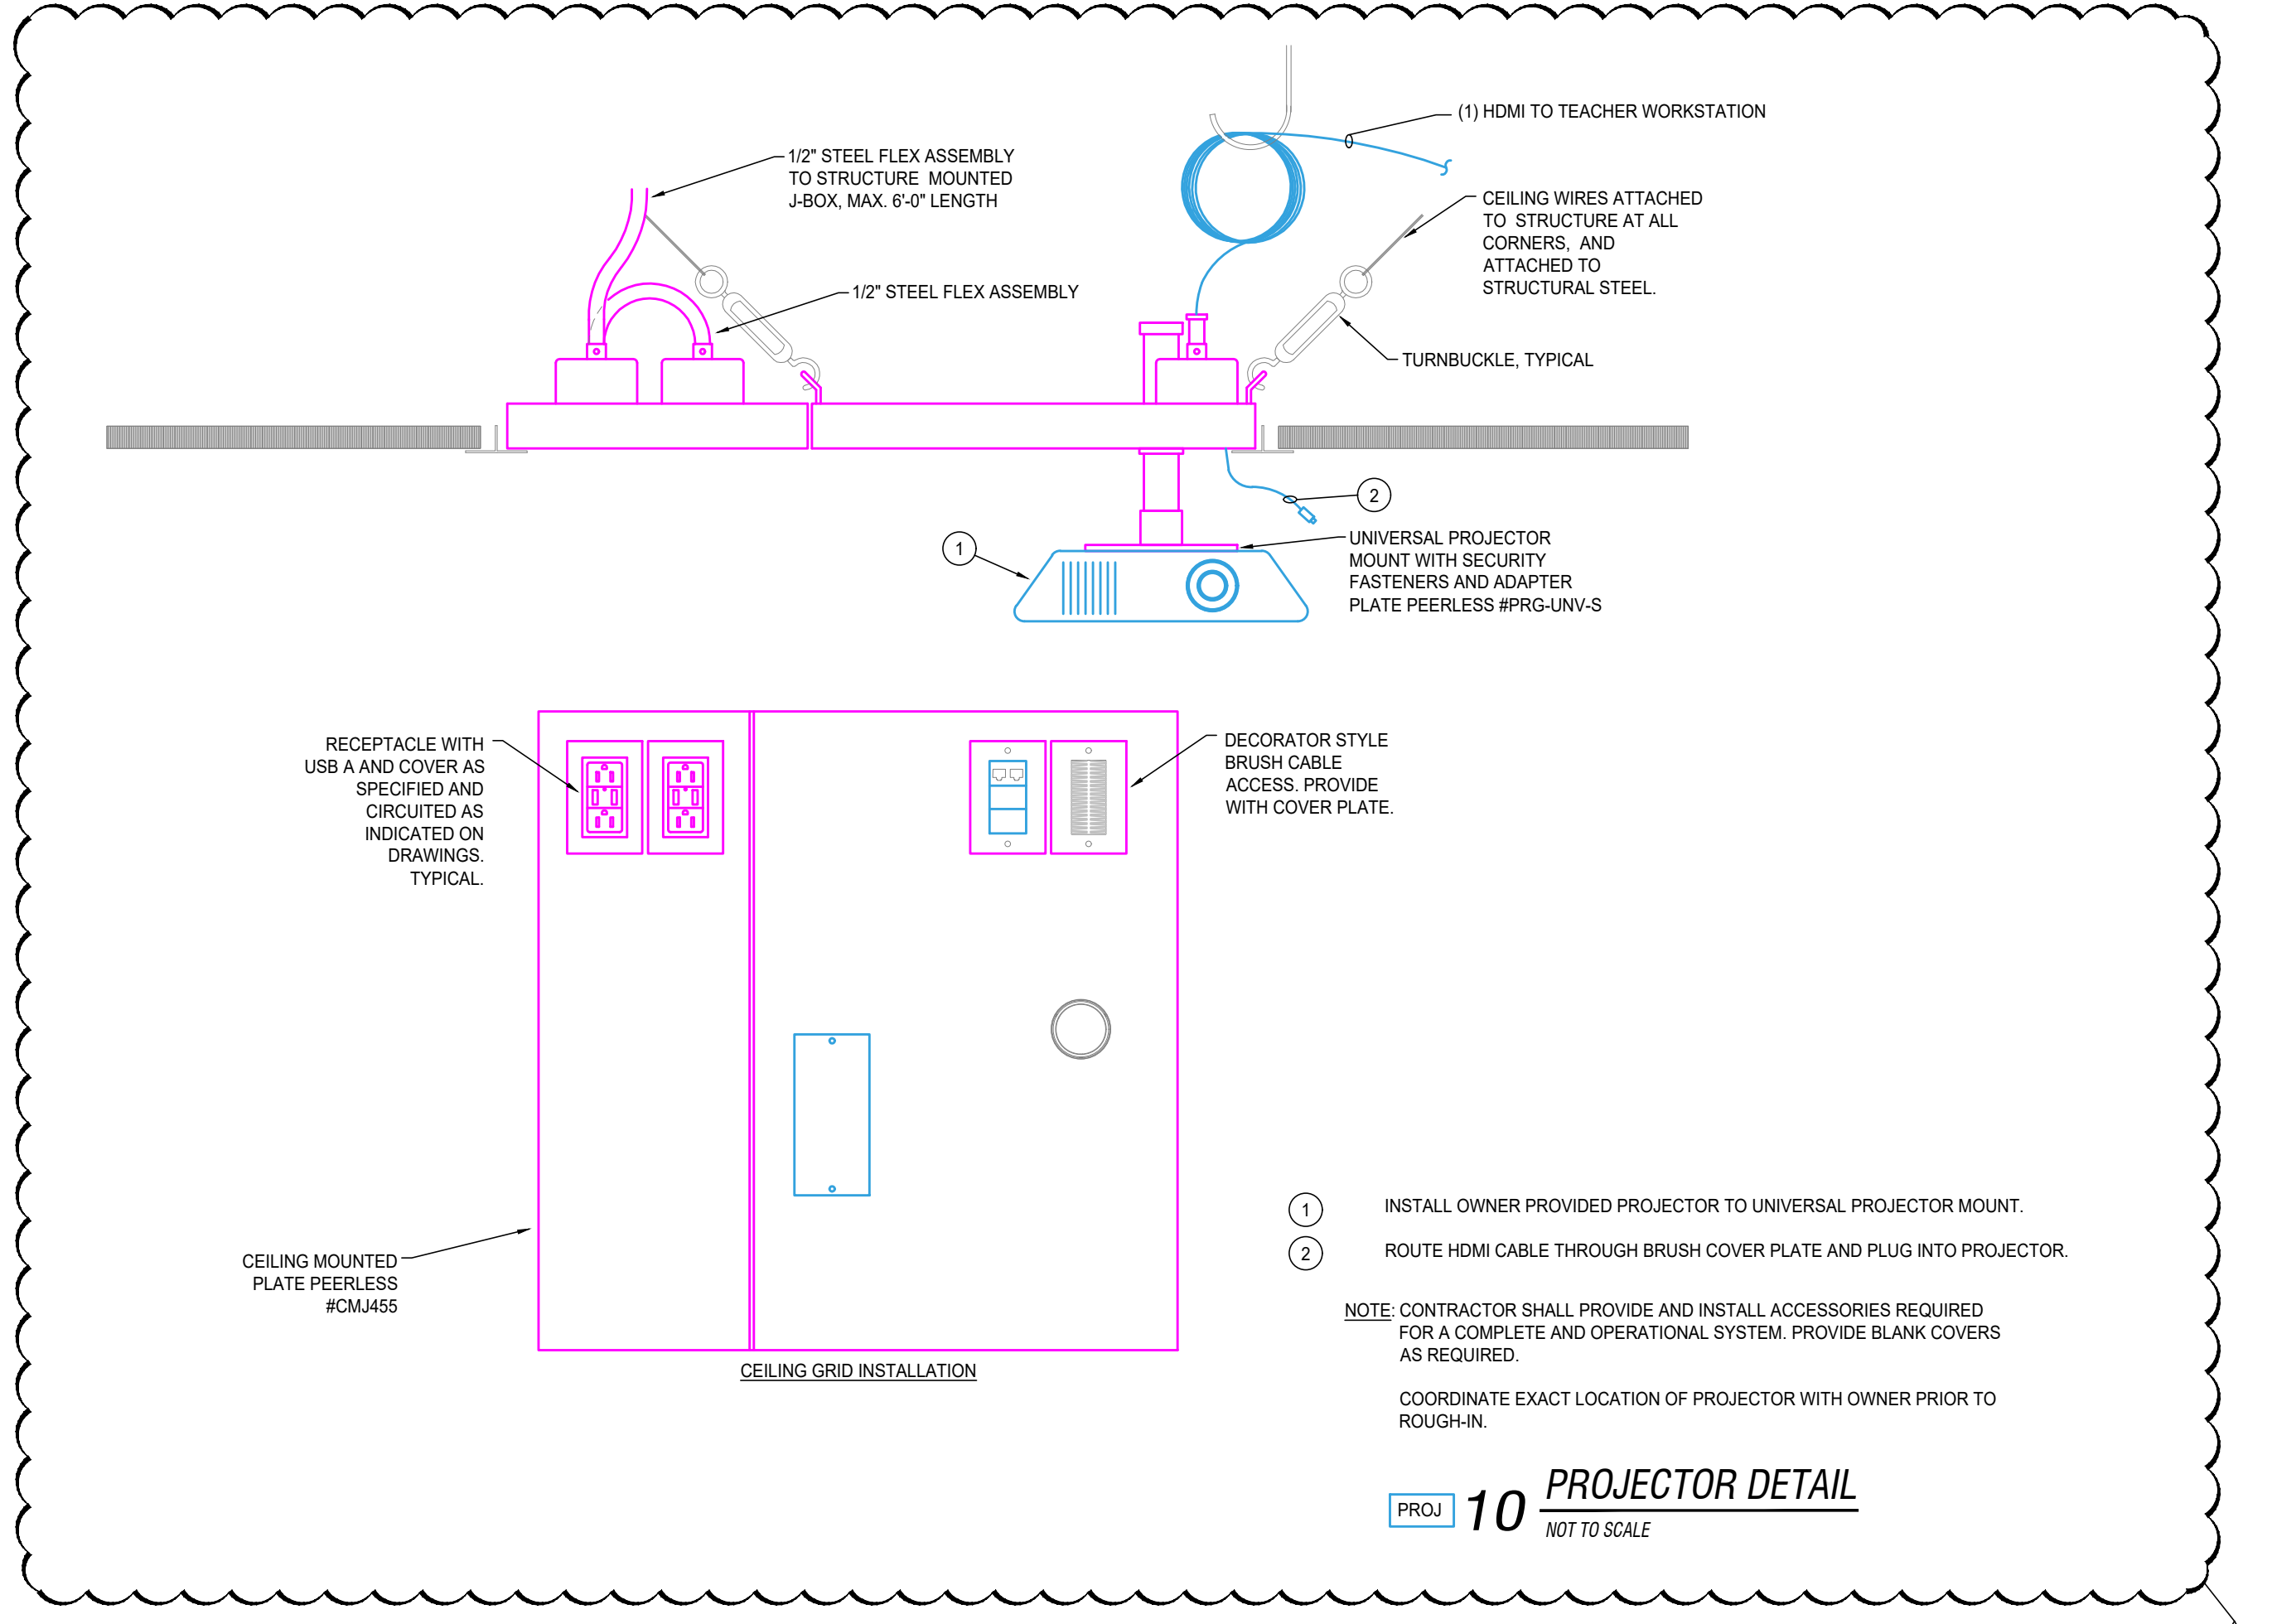 (1) HDMI TO TEACHER WORKSTATION
1/2" STEEL FLEX ASSEMBLY
TO STRUCTURE MOUNTED
J-BOX, MAX. 6'-0" LENGTH
CEILING WIRES ATTACHED
TO STRUCTURE AT ALL
CORNERS, AND
ATTACHED TO
STRUCTURAL STEEL.
1/2" STEEL FLEX ASSEMBLY
TURNBUCKLE, TYPICAL
2
1
UNIVERSAL PROJECTOR
MOUNT WITH SECURITY
FASTENERS AND ADAPTER
PLATE PEERLESS #PRG-UNV-S
RECEPTACLE WITH
USB A AND COVER AS
SPECIFIED AND
CIRCUITED AS
INDICATED ON
DRAWINGS.
TYPICAL.
DECORATOR STYLE
BRUSH CABLE
ACCESS. PROVIDE
WITH COVER PLATE.
CEILING MOUNTED
PLATE PEERLESS
#CMJ455
CEILING GRID INSTALLATION
1 INSTALL OWNER PROVIDED PROJECTOR TO UNIVERSAL PROJECTOR MOUNT.
2 ROUTE HDMI CABLE THROUGH BRUSH COVER PLATE AND PLUG INTO PROJECTOR.
NOTE: CONTRACTOR SHALL PROVIDE AND INSTALL ACCESSORIES REQUIRED
FOR A COMPLETE AND OPERATIONAL SYSTEM. PROVIDE BLANK COVERS
AS REQUIRED.
COORDINATE EXACT LOCATION OF PROJECTOR WITH OWNER PRIOR TO
ROUGH-IN.
PROJ 10 PROJECTOR DETAIL
NOT TO SCALE